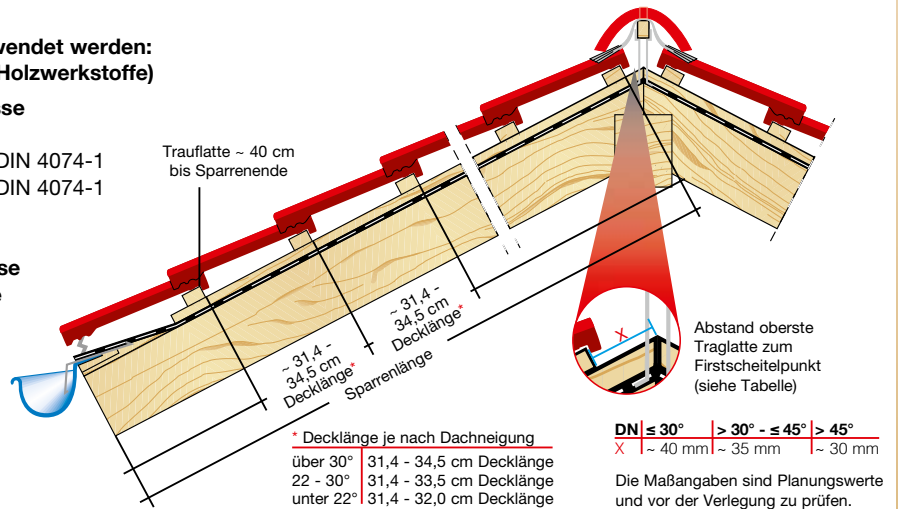 wendet werden:
Holzwerkstoffe)
sse
DIN 4074-1
DIN 4074-1
se
Trauflatte ~ 40 cm
bis Sparrenende
~ 31,4 -
34,5 cm
Decklänge*
~ 31,4 -
34,5 cm
Decklänge*
Sparrenlänge
X
Abstand oberste
Traglatte zum
Firstscheitelpunkt
(siehe Tabelle)
* Decklänge je nach Dachneigung
über 30° 31,4 - 34,5 cm Decklänge
22 - 30° 31,4 - 33,5 cm Decklänge
unter 22° 31,4 - 32,0 cm Decklänge
DN ≤ 30° > 30° - ≤ 45° > 45°
X ~ 40 mm ~ 35 mm ~ 30 mm
Die Maßangaben sind Planungswerte
und vor der Verlegung zu prüfen.